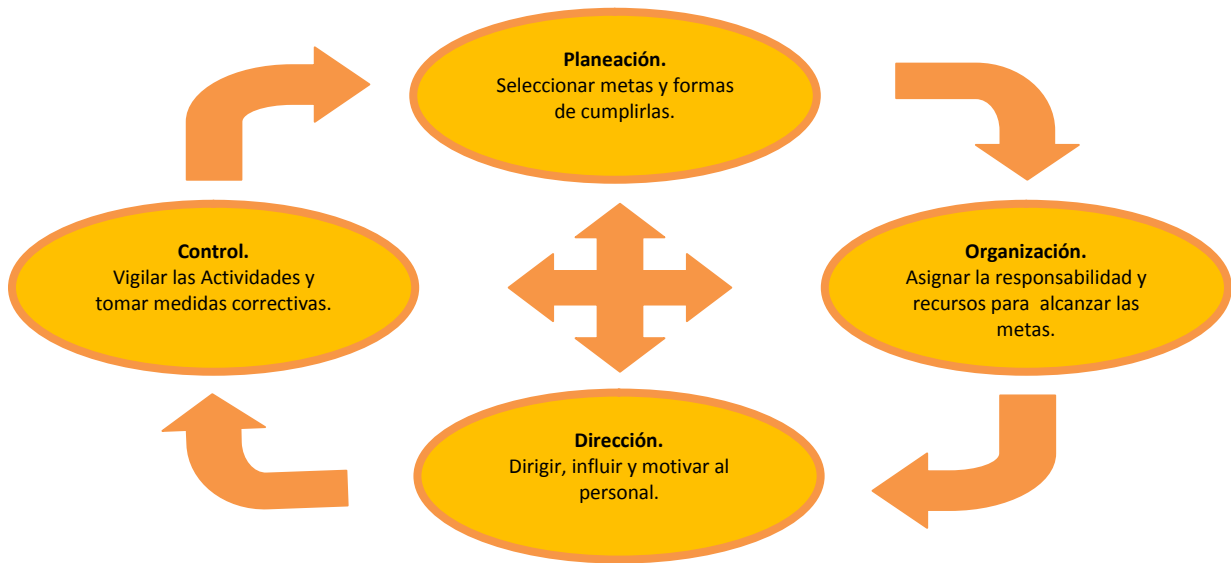 Planeación.
Seleccionar metas y formas
de cumplirlas.
Control.
Vigilar las Actividades y
tomar medidas correctivas.
Organización.
Asignar la responsabilidad y
recursos para  alcanzar las
metas.
Dirección.
Dirigir, influir y motivar al
personal.